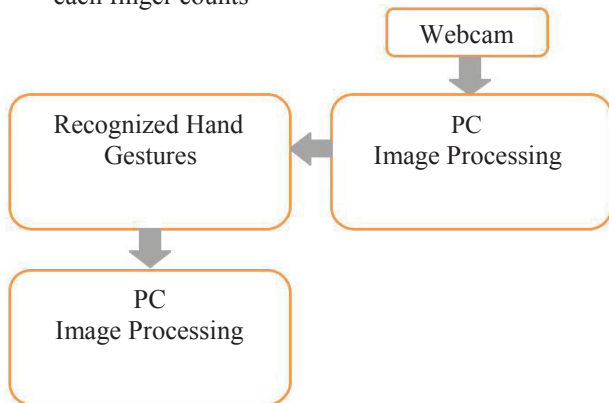 each finger counts
Webcam
PC
Image Processing
Recognized Hand
Gestures
PC
Image Processing